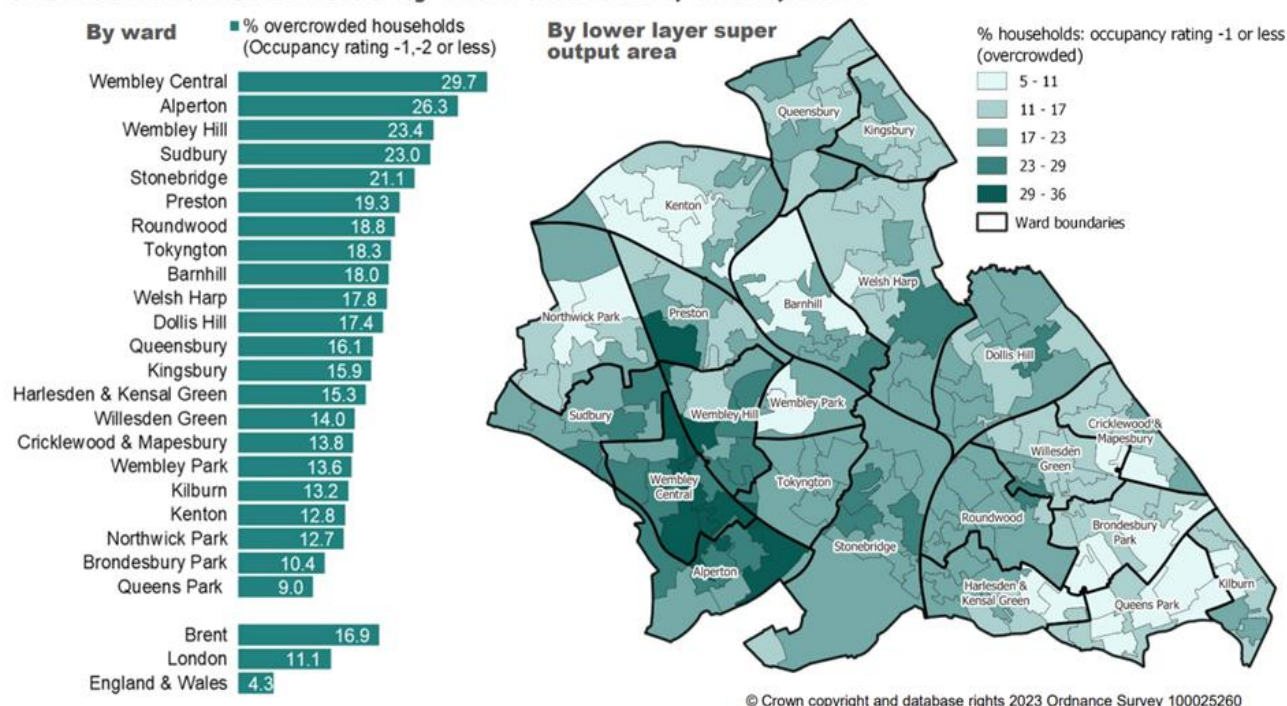 By ward
% overcrowded households
(Occupancy rating -1,-2 or less)
Wembley Central 29.7
Alperton 26.3
Wembley Hill 23.4
Sudbury 23.0
Stonebridge 21.1
Preston 19.3
Roundwood 18.8
Tokyngton 18.3
Barnhill 18.0
Welsh Harp 17.8
Dollis Hill 17.4
Queensbury 16.1
Kingsbury 15.9
Harlesden & Kensal Green 15.3
Willesden Green 14.0
Cricklewood & Mapesbury 13.8
Wembley Park 13.6
Kilburn 13.2
Kenton 12.8
Northwick Park 12.7
Brondesbury Park 10.4
Queens Park 9.0
Brent 16.9
London 11.1
England & Wales 4.3
By lower layer super
output area
% households: occupancy rating -1 or less
(overcrowded)
5 - 11
11 - 17
17 - 23
23 - 29
29 - 36
Ward boundaries
Queensbury
Kingsbury
Kenton
Welsh Harp
Barnhill
Northwick Park
Preston
Dollis Hill
Sudbury
Wembley Hill
Wembley Park
Cricklewood &
Mapesbury
Willesden
Green
Wembley
Central
Tokyngton
Roundwood
Brondesbury
Park
Stonebridge
Alperton
Harlesden &
Kensal Green
Queens Park
Kilburn
© Crown copyright and database rights 2023 Ordnance Survey 100025260